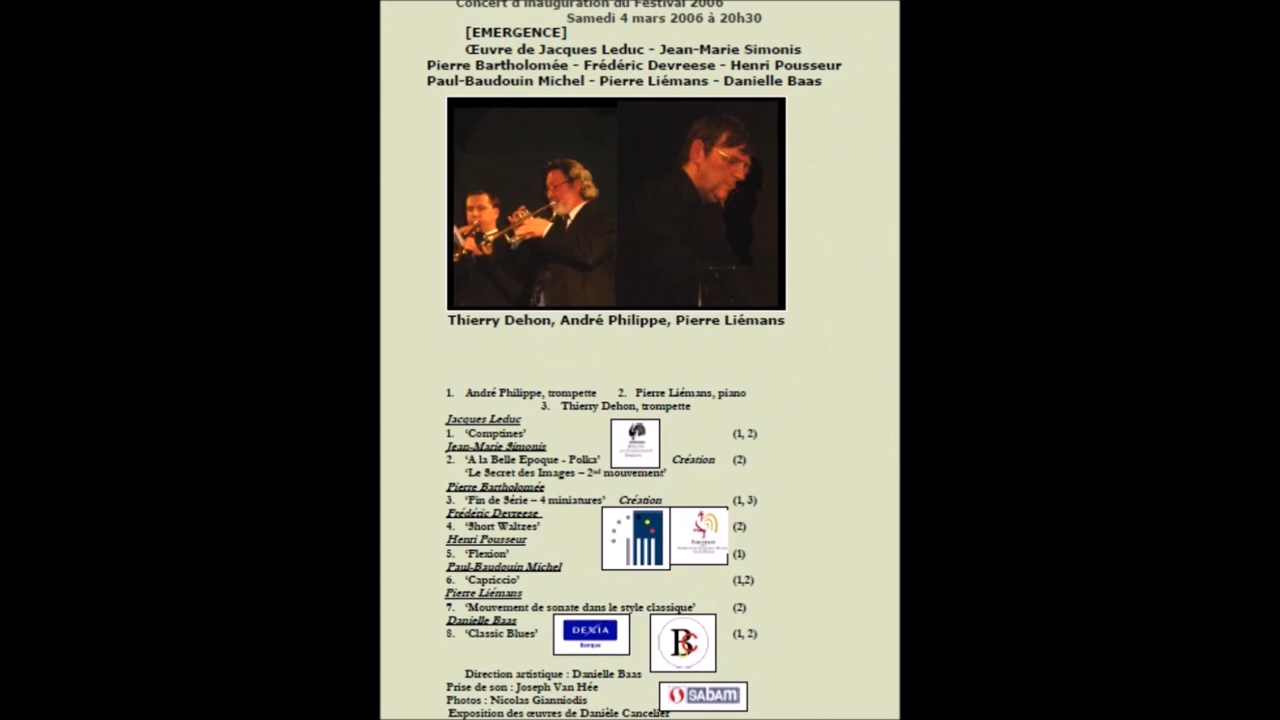 Concert d'Inauguration du Festival 2006
Samedi 4 mars 2006 à 20h30
[EMERGENCE]
Œuvre de Jacques Leduc - Jean-Marie Simonis
Pierre Bartholomée - Frédéric Devreese - Henri Pousseur
Paul-Baudouin Michel - Pierre Liémans - Danielle Baas
Thierry Dehon, André Philippe, Pierre Liémans
1. André Philippe, trompette 2. Pierre Liémans, piano
3. Thierry Dehon, trompette
Jacques Leduc
1. ‘Comptines’ (1, 2)
Jean-Marie Simonis
2. ‘A la Belle Epoque - Polka’ Création (2)
‘Le Secret des Images – 2nd mouvement’
Pierre Bartholomée
3. ‘Fin de Série – 4 miniatures’ Création (1, 3)
Frédéric Devreese
4. ‘Short Waltzes’ (2)
Henri Pousseur
5. ‘Flexion’ (1)
Paul-Baudouin Michel
6. ‘Capriccio’ (1,2)
Pierre Liémans
7. ‘Mouvement de sonate dans le style classique’ (2)
Danielle Baas
8. ‘Classic Blues’ (1, 2)
DEXIA
Banque
BC
Direction artistique : Danielle Baas
Prise de son : Joseph Van Hée
Photos : Nicolas Gianniodis
SABAM
Exposition des œuvres de Danièle Cancelier